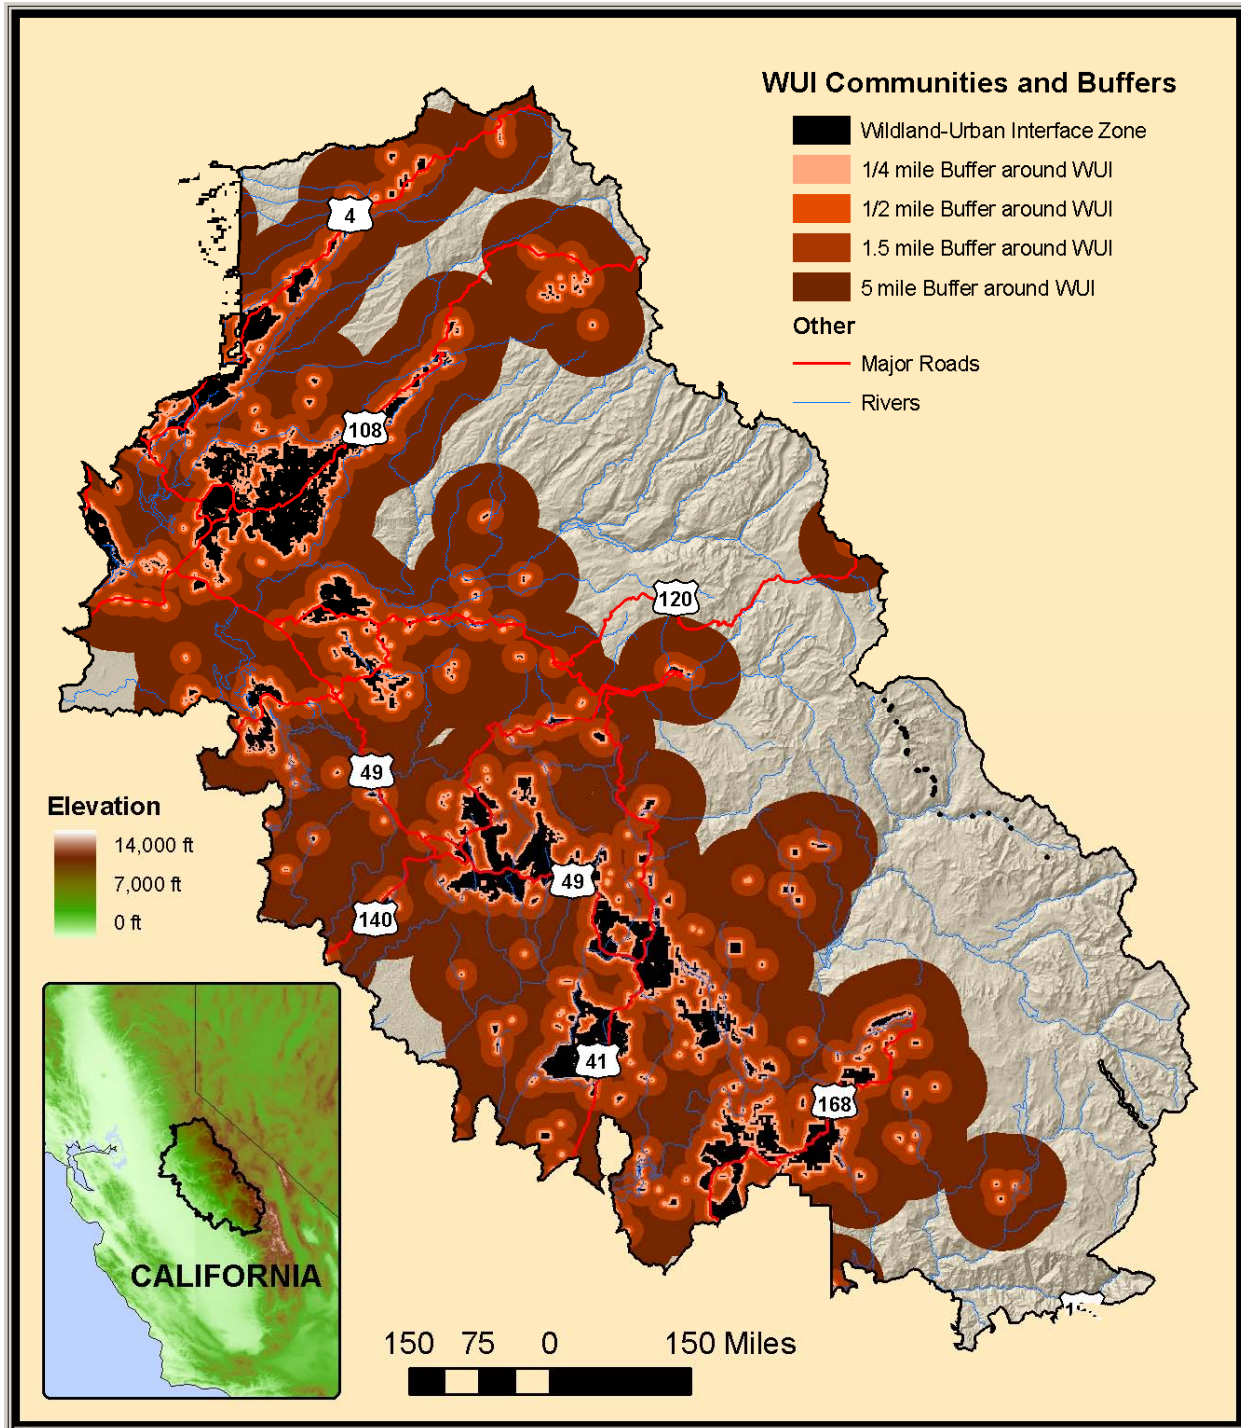 WUI Communities and Buffers
Wildland-Urban Interface Zone
1/4 mile Buffer around WUI
1/2 mile Buffer around WUI
1.5 mile Buffer around WUI
5 mile Buffer around WUI
Other
Major Roads
Rivers
4
108
120
49
49
140
41
168
Elevation
14,000 ft
7,000 ft
0 ft
CALIFORNIA
150 75 0 150 Miles